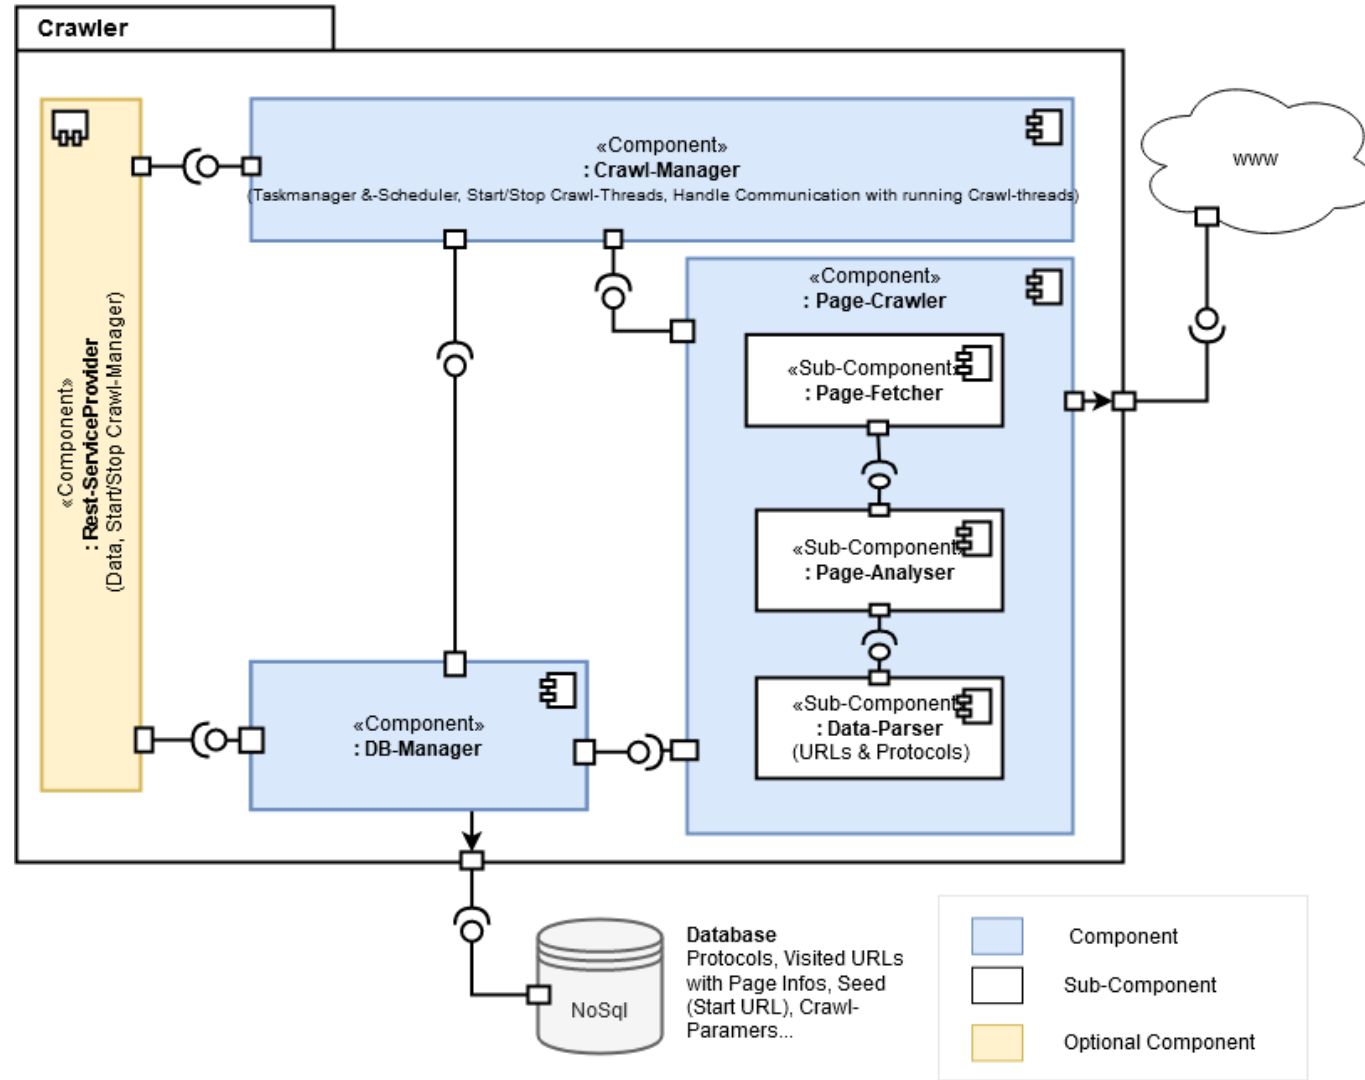 Crawler
«Component»
: Crawl-Manager
(Taskmanager &-Scheduler, Start/Stop Crawl-Threads, Handle Communication with running Crawl-threads)
www
«Component»
: Rest-ServiceProvider
(Data, Start/Stop Crawl-Manager)
«Component»
: Page-Crawler
«Sub-Component»
: Page-Fetcher
«Sub-Component»
: Page-Analyser
«Sub-Component»
: Data-Parser
(URLs & Protocols)
«Component»
: DB-Manager
NoSql
Database
Protocols, Visited URLs
with Page Infos, Seed
(Start URL), Crawl-
Paramers...
Component
Sub-Component
Optional Component